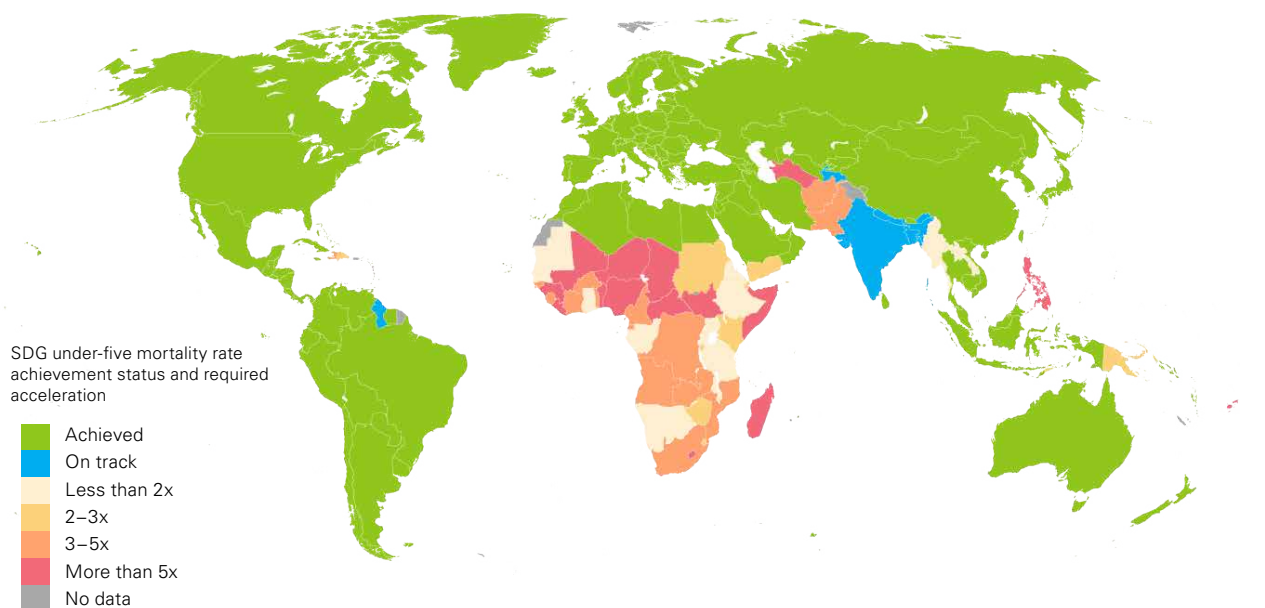 SDG under-five mortality rate
achievement status and required
acceleration
Achieved
On track
Less than 2x
2–3x
3–5x
More than 5x
No data